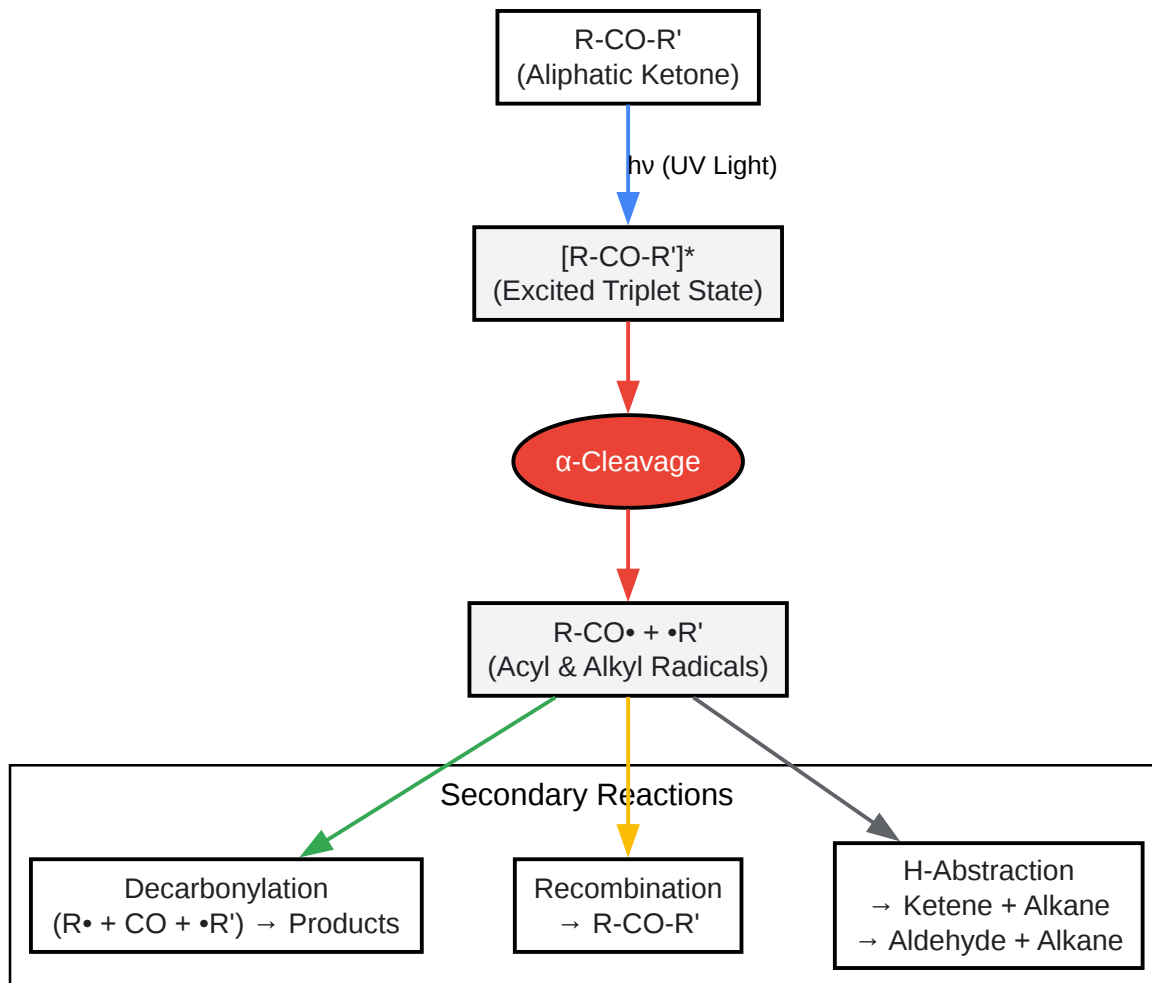 R-CO-R'
(Aliphatic Ketone)
hν (UV Light)
[R-CO-R']*
(Excited Triplet State)
α-Cleavage
R-CO• + •R'
(Acyl & Alkyl Radicals)
Secondary Reactions
Decarbonylation
(R• + CO + •R') → Products
Recombination
→ R-CO-R'
H-Abstraction
→ Ketene + Alkane
→ Aldehyde + Alkane